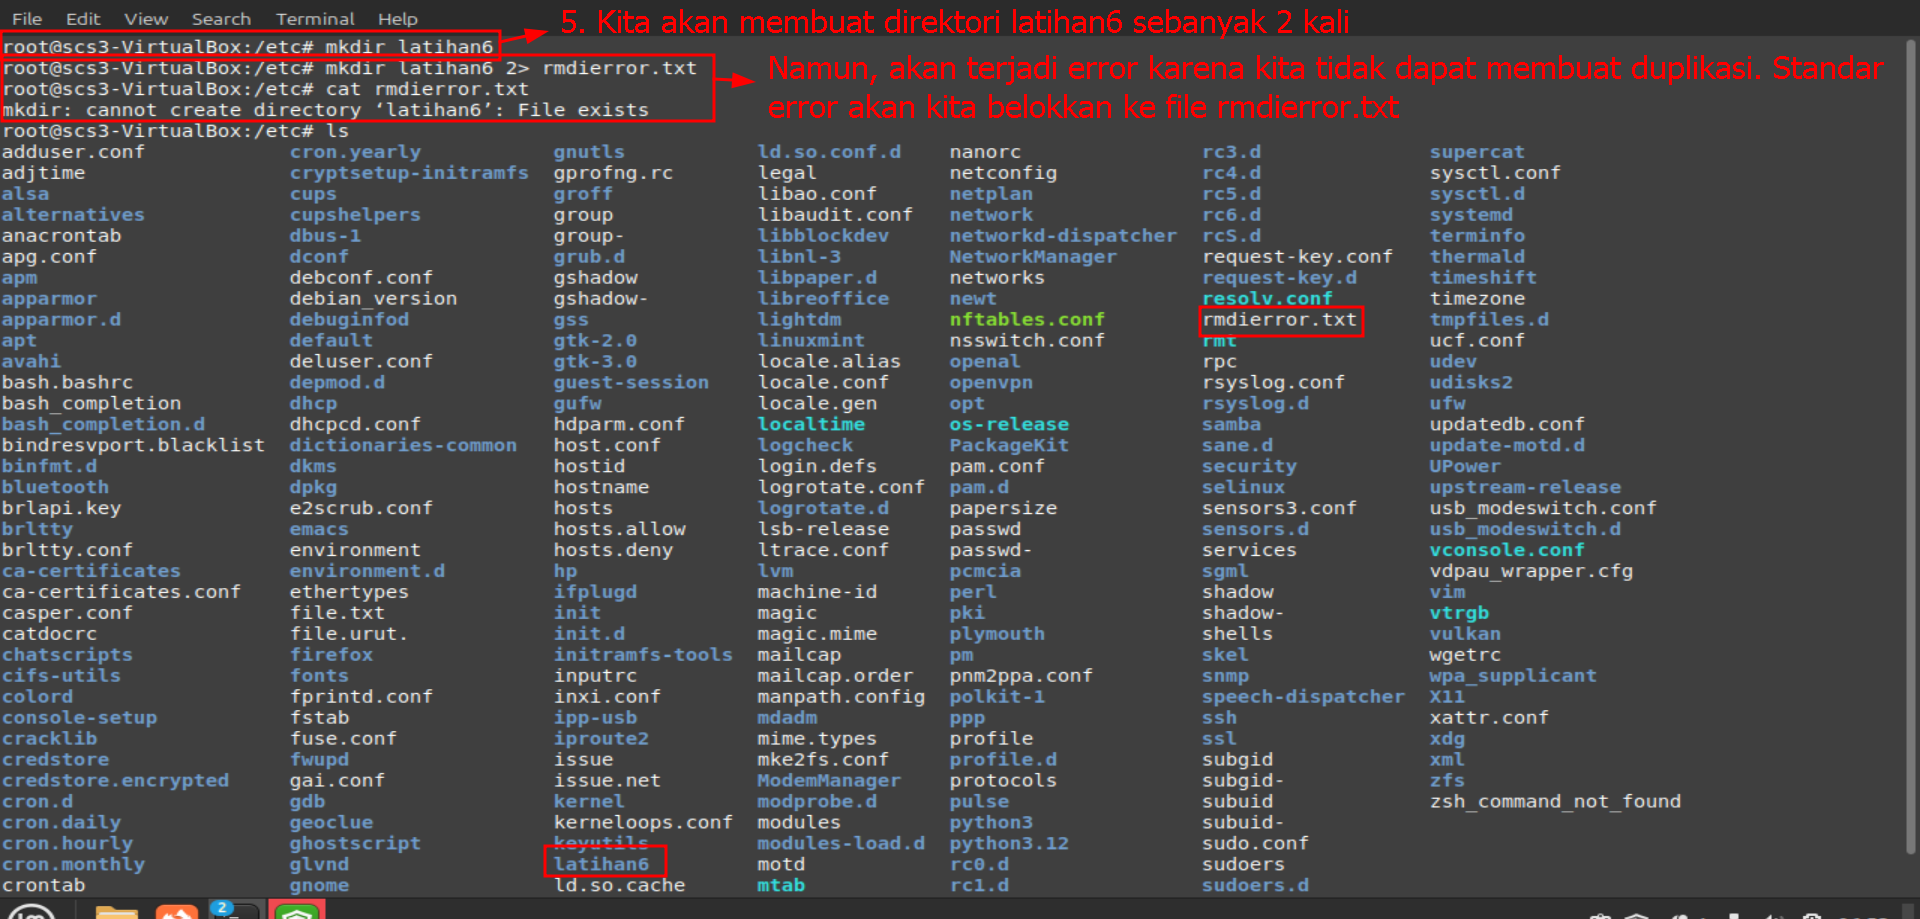 File Edit View Search Terminal Help
5. Kita akan membuat direktori latihan6 sebanyak 2 kali
root@scs3-VirtualBox:/etc# mkdir latihan6
root@scs3-VirtualBox:/etc# mkdir latihan6 2> rmdierror.txt
Namun, akan terjadi error karena kita tidak dapat membuat duplikasi. Standar
error akan kita belokkan ke file rmdierror.txt
root@scs3-VirtualBox:/etc# cat rmdierror.txt
mkdir: cannot create directory ‘latihan6’: File exists
root@scs3-VirtualBox:/etc# ls
adduser.conf cron.yearly gnutls ld.so.conf.d nanorc rc3.d supercat
adjtime cryptsetup-initramfs gprofng.rc legal netconfig rc4.d sysctl.conf
alsa cups groff libao.conf netplan rc5.d sysctl.d
alternatives cupshelpers group libaudit.conf network rc6.d systemd
anacrontab dbus-1 group- libblockdev networkd-dispatcher rcS.d terminfo
apg.conf dconf grub.d libnl-3 NetworkManager request-key.conf thermald
apm debconf.conf gshadow libpaper.d networks request-key.d timeshift
apparmor debian_version gshadow- libreoffice newt resolv.conf timezone
apparmor.d debuginfod gss lightdm nftables.conf rmdierror.txt tmpfiles.d
apt default gtk-2.0 linuxmint nsswitch.conf rmt ucf.conf
avahi deluser.conf gtk-3.0 locale.alias openal rpc udev
bash.bashrc depmod.d guest-session locale.conf openvpn rsyslog.conf udisks2
bash_completion dhcp gufw locale.gen opt rsyslog.d ufw
bash_completion.d dhcpcd.conf hdparm.conf localtime os-release samba updatedb.conf
bindresvport.blacklist dictionaries-common host.conf logcheck PackageKit sane.d update-motd.d
binfmt.d dkms hostid login.defs pam.conf security UPower
bluetooth dpkg hostname logrotate.conf pam.d selinux upstream-release
brlapi.key e2scrub.conf hosts logrotate.d papersize sensors3.conf usb_modeswitch.conf
brltty emacs hosts.allow lsb-release passwd sensors.d usb_modeswitch.d
brltty.conf environment hosts.deny ltrace.conf passwd- services vconsole.conf
ca-certificates environment.d hp lvm pcmcia sgml vdpau_wrapper.cfg
ca-certificates.conf ethertypes ifplugd machine-id perl shadow vim
casper.conf file.txt init magic pki shadow- vtrgb
catdocrc file.urut. init.d magic.mime plymouth shells vulkan
chatscripts firefox initramfs-tools mailcap pm skel wgetrc
cifs-utils fonts inputrc mailcap.order pnm2ppa.conf snmp wpa_supplicant
colord fprintd.conf inxi.conf manpath.config polkit-1 speech-dispatcher X11
console-setup fstab ipp-usb mdadm ppp ssh xattr.conf
cracklib fuse.conf iproute2 mime.types profile ssl xdg
credstore fwupd issue mke2fs.conf profile.d subgid xml
credstore.encrypted gai.conf issue.net ModemManager protocols subgid- zfs
cron.d gdb kernel modprobe.d pulse subuid zsh_command_not_found
cron.daily geoclue kerneloops.conf modules python3 subuid-
cron.hourly ghostscript keyutils modules-load.d python3.12 sudo.conf
cron.monthly glvnd latihan6 motd rc0.d sudoers
crontab gnome ld.so.cache mtab rc1.d sudoers.d
2